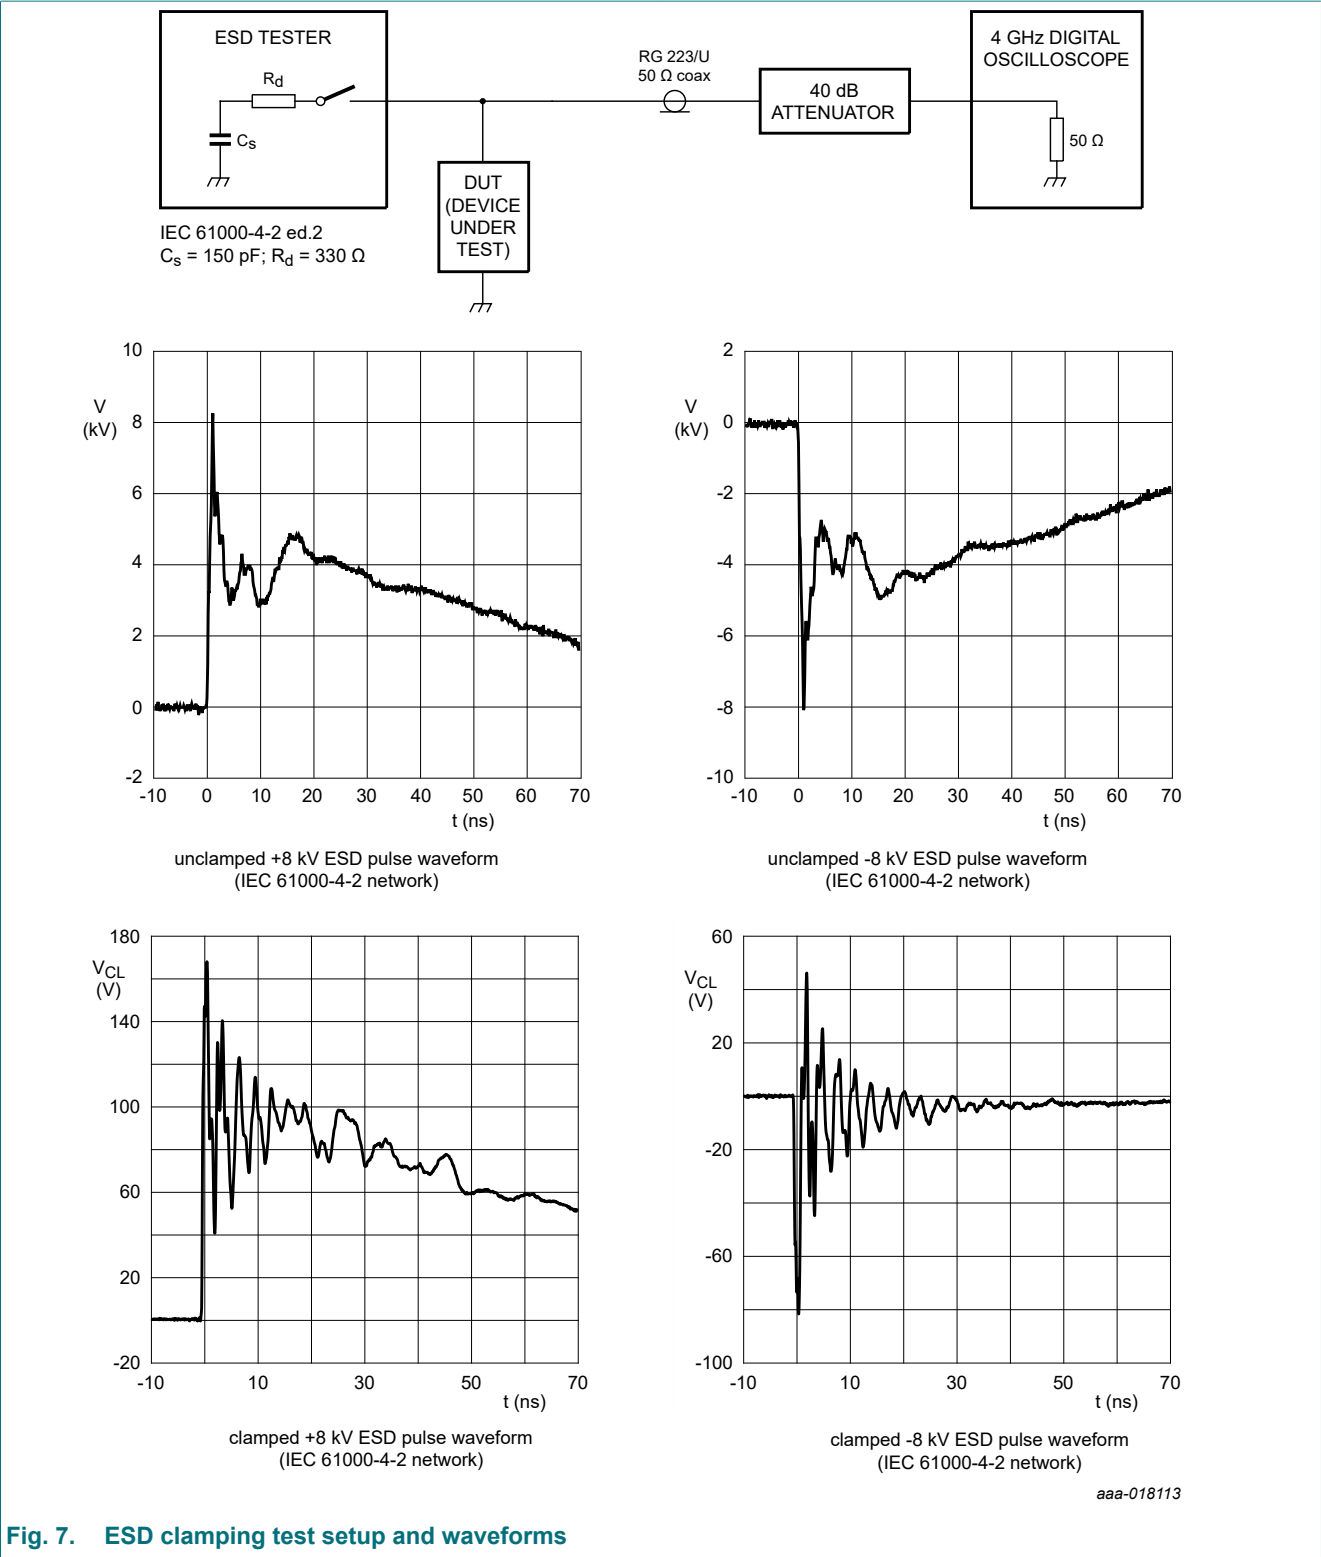 ESD TESTER
Rd
Cs
IEC 61000-4-2 ed.2
Cs = 150 pF; Rd = 330 Ω
DUT
(DEVICE
UNDER
TEST)
RG 223/U
50 Ω coax
40 dB
ATTENUATOR
4 GHz DIGITAL
OSCILLOSCOPE
50 Ω
10
8
6
4
2
0
-2
V
(kV)
-10 0 10 20 30 40 50 60 70
t (ns)
unclamped +8 kV ESD pulse waveform
(IEC 61000-4-2 network)
2
0
-2
-4
-6
-8
-10
V
(kV)
-10 0 10 20 30 40 50 60 70
t (ns)
unclamped -8 kV ESD pulse waveform
(IEC 61000-4-2 network)
180
140
100
60
20
-20
VCL
(V)
-10 10 30 50 70
t (ns)
clamped +8 kV ESD pulse waveform
(IEC 61000-4-2 network)
60
20
-20
-60
-100
VCL
(V)
-10 10 30 50 70
t (ns)
clamped -8 kV ESD pulse waveform
(IEC 61000-4-2 network)
aaa-018113
Fig. 7. ESD clamping test setup and waveforms